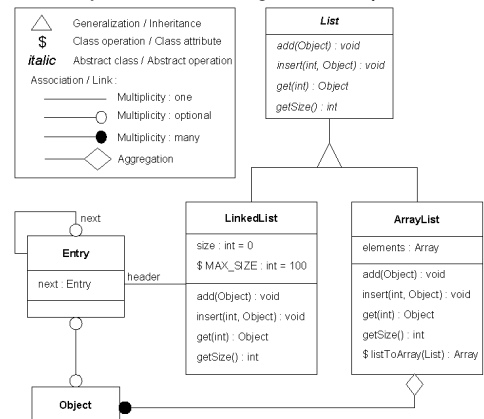 Generalization / Inheritance
$ Class operation / Class attribute
italic Abstract class / Abstract operation
Association / Link :
Multiplicity : one
Multiplicity : optional
Multiplicity : many
Aggregation
List
add(Object) : void
insert(int, Object) : void
get(int) : Object
getSize() : int
next
Entry
next : Entry
header
LinkedList
size : int = 0
$ MAX_SIZE : int = 100
add(Object) : void
insert(int, Object) : void
get(int) : Object
getSize() : int
ArrayList
elements : Array
add(Object) : void
insert(int, Object) : void
get(int) : Object
getSize() : int
$ listToArray(List) : Array
Object